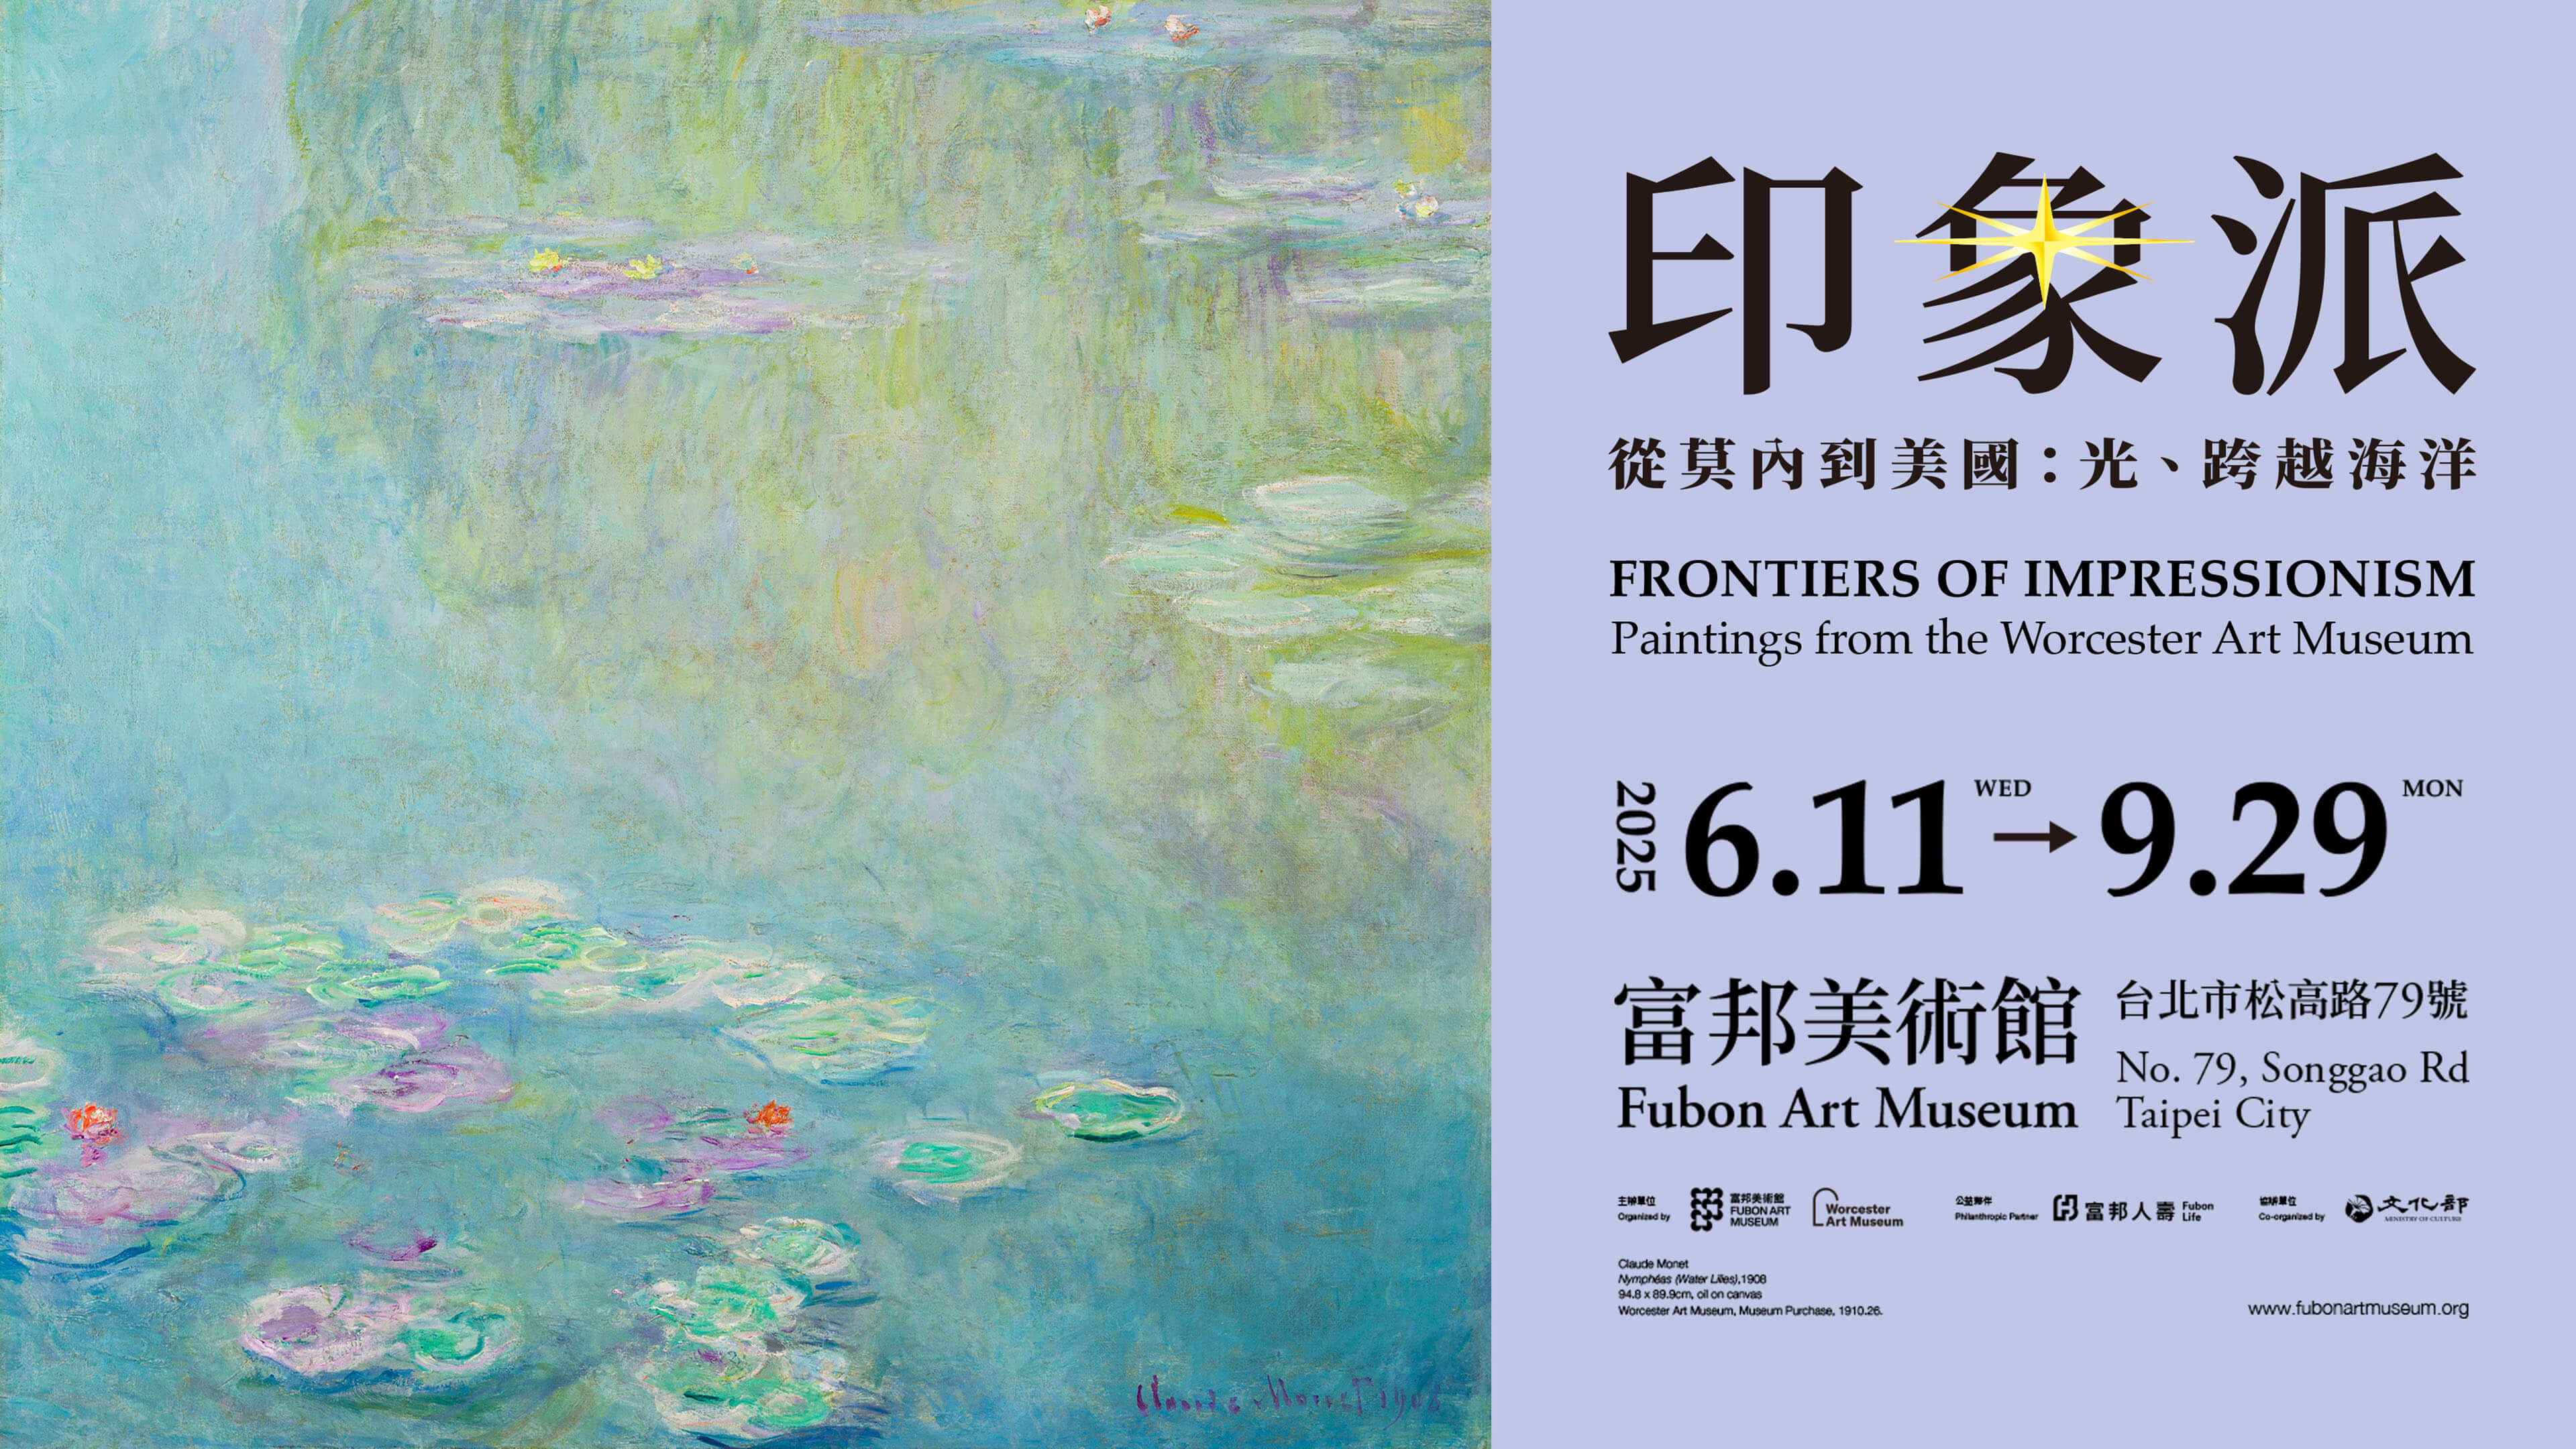 印象派
從莫內到美國：光、跨越海洋
FRONTIERS OF IMPRESSIONISM
Paintings from the Worcester Art Museum
2025 6.11 WED → 9.29 MON
富邦美術館
Fubon Art Museum
台北市松高路79號
No. 79, Songgao Rd
Taipei City
主辦單位
Organized by
富邦美術館
FUBON ART
MUSEUM
Worcester
Art Museum
公益夥伴
Philanthropic Partner
富邦人壽
Fubon
Life
協辦單位
Co-organized by
文化部
MINISTRY OF CULTURE
Claude Monet
Nymphéas (Water Lilies),1908
94.8 x 89.9cm, oil on canvas
Worcester Art Museum, Museum Purchase, 1910.26.
www.fubonartmuseum.org
Claude Monet 1908